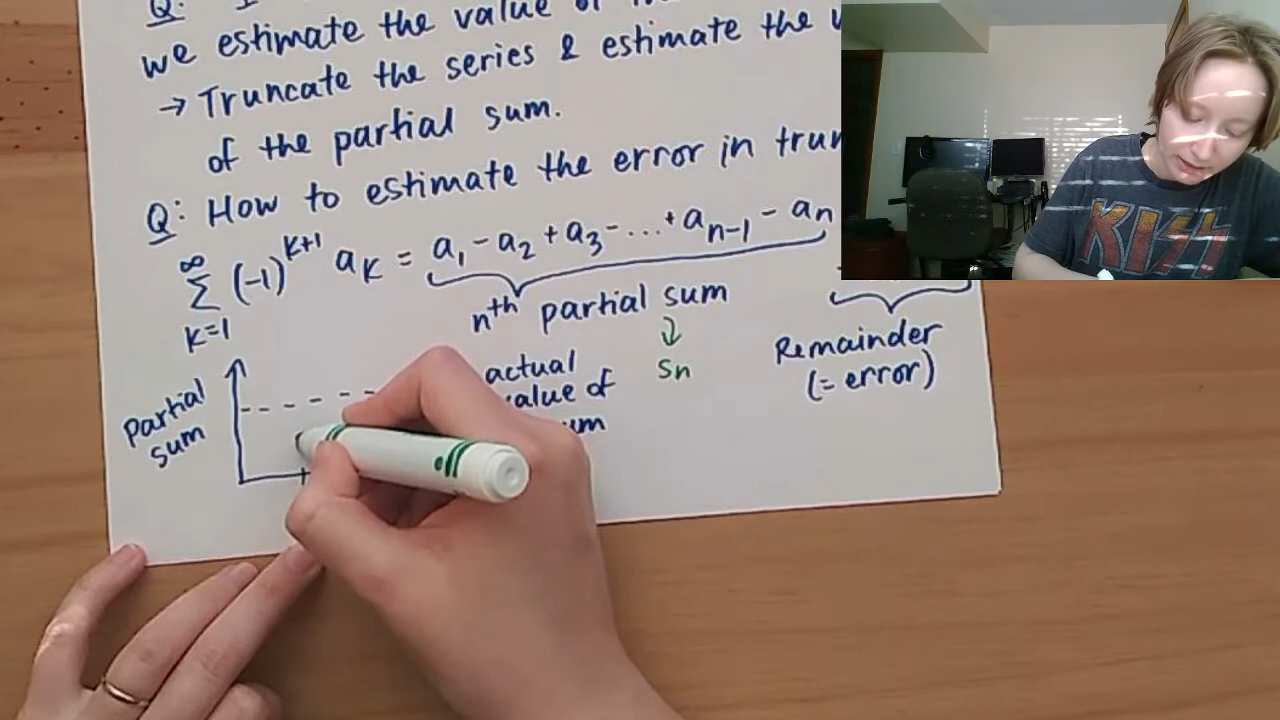 Q:
we estimate the value of
→ Truncate the series & estimate the
of the partial sum.
Q: How to estimate the error in
∞
Σ (-1)^{k+1} a_k = a_1 - a_2 + a_3 - ... + a_{n-1} - a_n
k=1
n^{th} partial sum
↓
Sn
Remainder
(= error)
Partial
sum
actual
value of
KISS